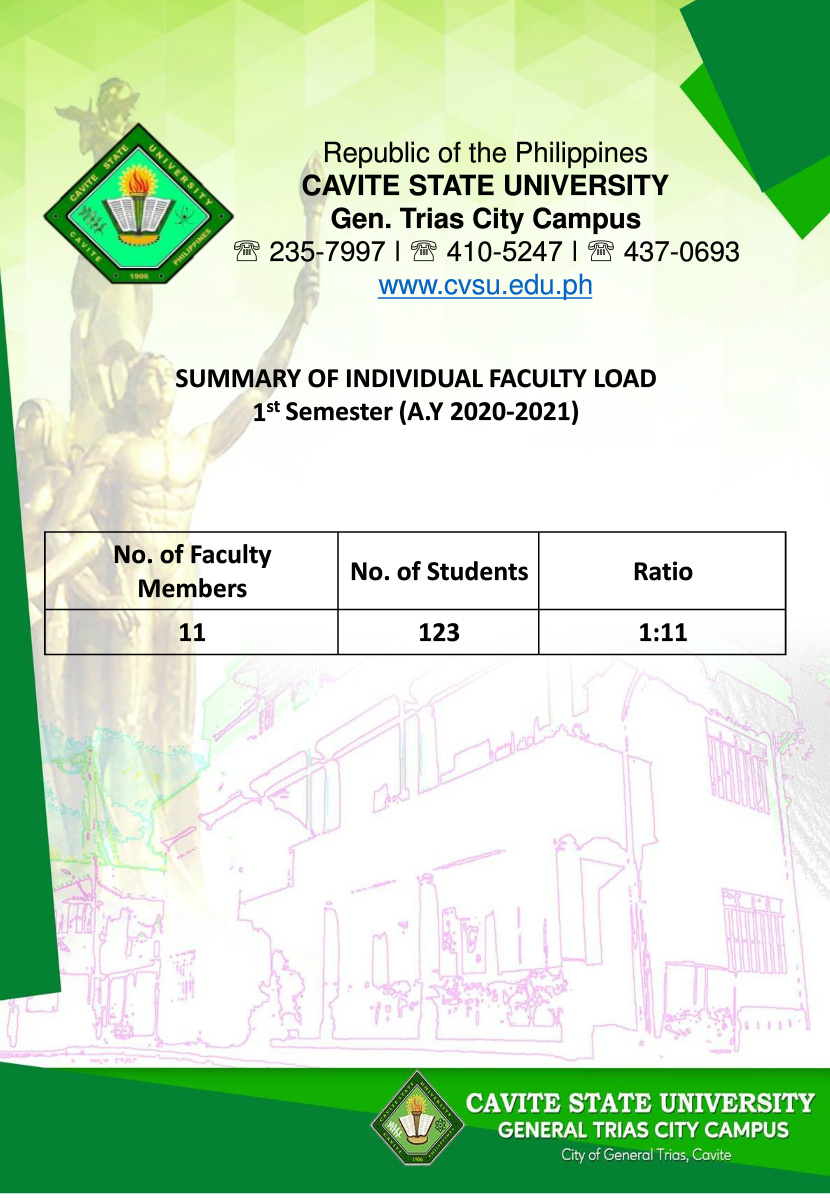 CAVITE STATE UNIVERSITY
CAVITE PHILIPPINES
1906
Republic of the Philippines
CAVITE STATE UNIVERSITY
Gen. Trias City Campus
☏ 235-7997 I ☏ 410-5247 I ☏ 437-0693
www.cvsu.edu.ph
SUMMARY OF INDIVIDUAL FACULTY LOAD
1st Semester (A.Y 2020-2021)
No. of Faculty
Members
No. of Students
Ratio
11
123
1:11
CAVITE STATE UNIVERSITY
GENERAL TRIAS CITY CAMPUS
City of General Trias, Cavite
1906